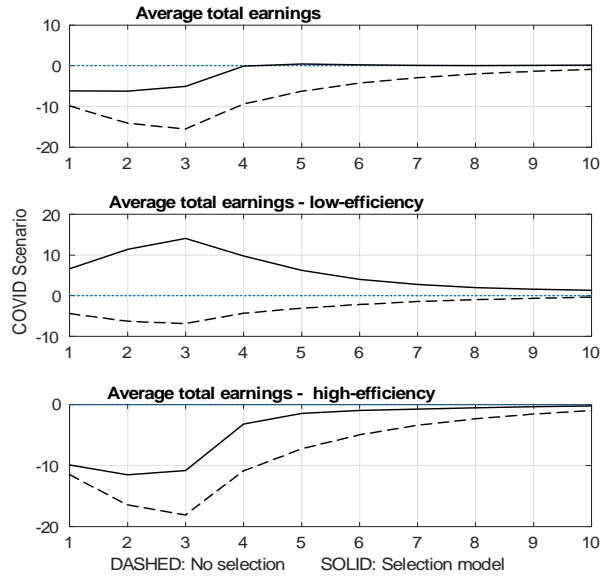 Average total earnings
10
0
-10
-20
1 2 3 4 5 6 7 8 9 10
Average total earnings - low-efficiency
20
10
0
-10
1 2 3 4 5 6 7 8 9 10
COVID Scenario
Average total earnings -  high-efficiency
0
-10
-20
1 2 3 4 5 6 7 8 9 10
DASHED: No selection SOLID: Selection model